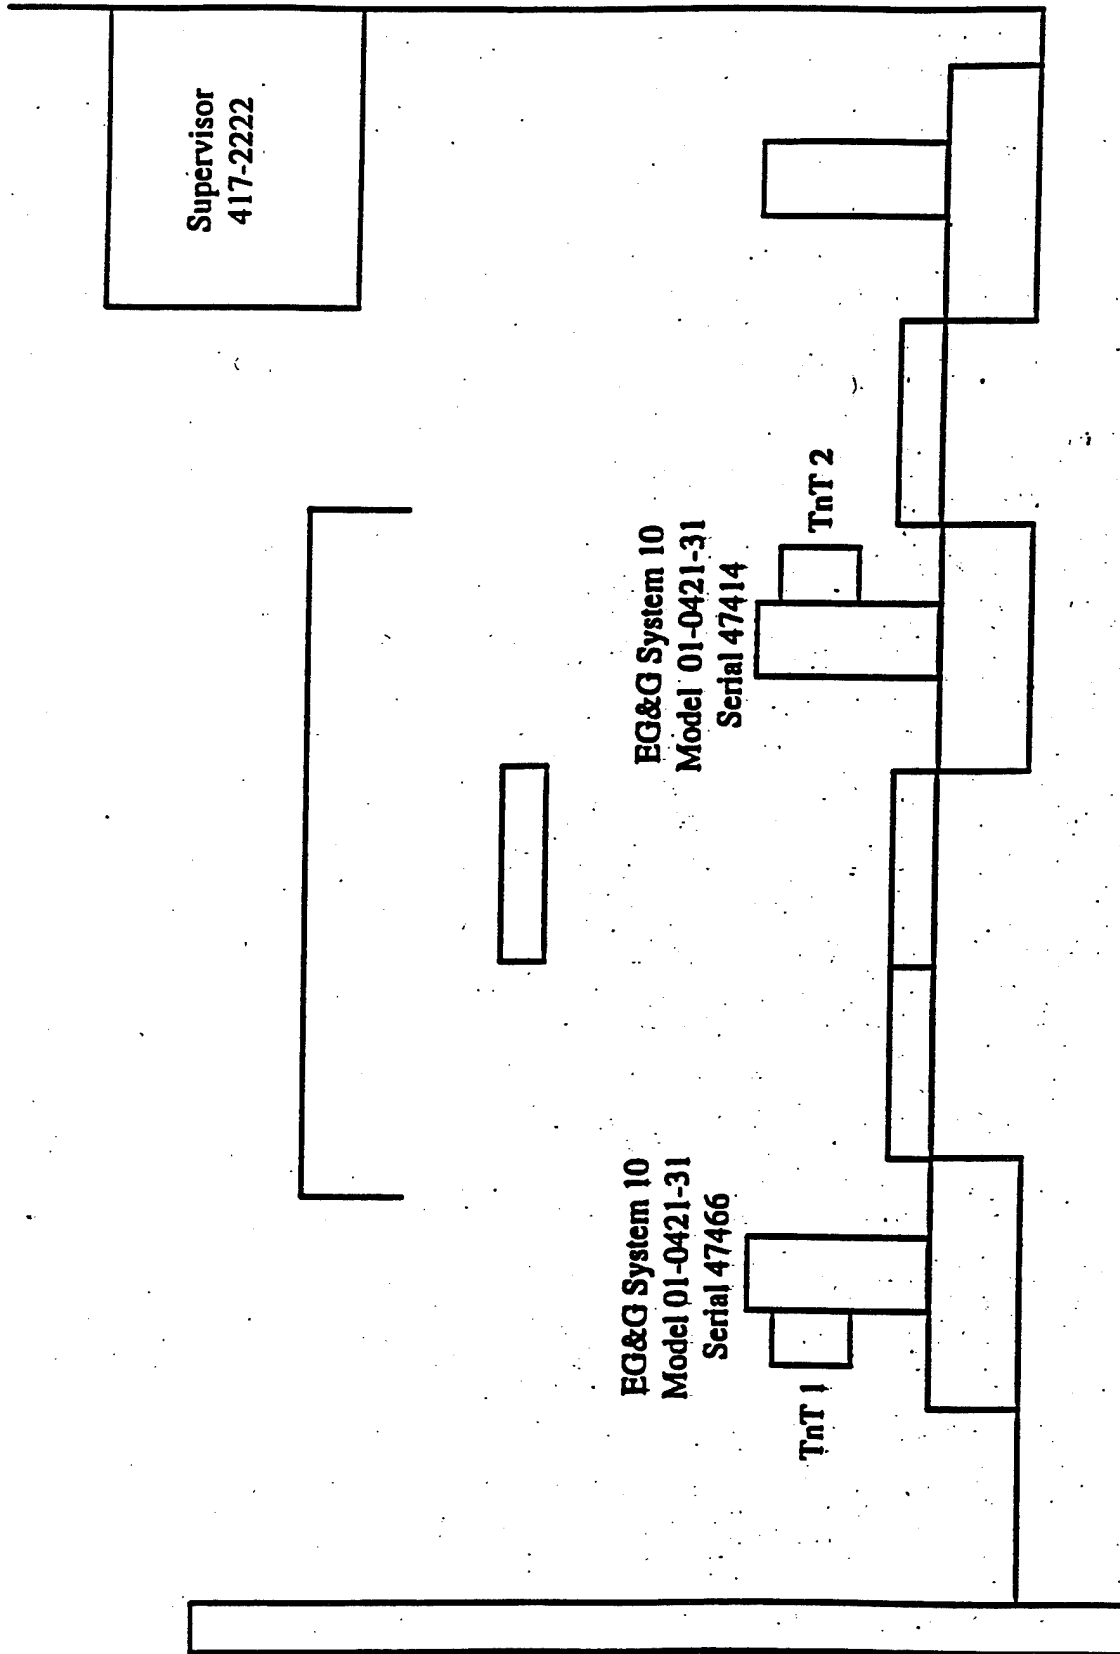 Supervisor
417-2222
EG&G System 10
Model 01-0421-31
Serial 47414
TnT 2
EG&G System 10
Model 01-0421-31
Serial 47466
TnT 1